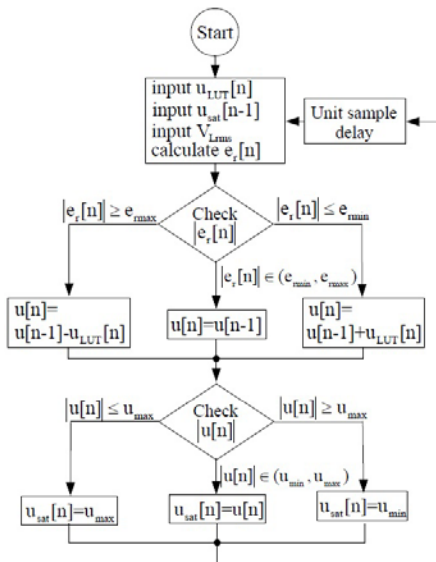 Start
input u_LUT[n]
input u_sat[n-1]
input V_Lrms
calculate e_r[n]
Unit sample
delay
|e_r[n]| ≥ e_rmax
Check
|e_r[n]|
|e_r[n]| ≤ e_rmin
|e_r[n]| ∈ (e_rmin, e_rmax)
u[n]=
u[n-1]-u_LUT[n]
u[n]=u[n-1]
u[n]=
u[n-1]+u_LUT[n]
|u[n]| ≤ u_max
Check
|u[n]|
|u[n]| ≥ u_max
|u[n]| ∈ (u_min, u_max)
u_sat[n]=u_max
u_sat[n]=u[n]
u_sat[n]=u_min